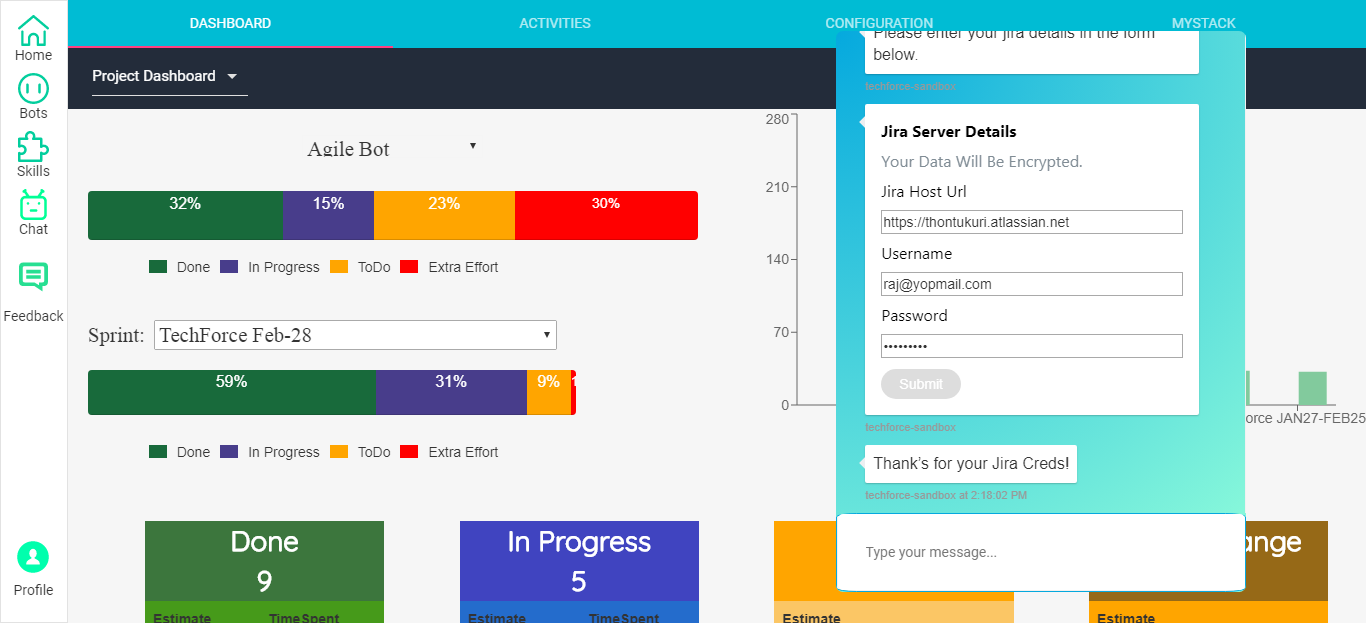 DASHBOARD
ACTIVITIES
CONFIGURATION
MYSTACK
Home
Bots
Skills
Chat
Feedback
Profile
Project Dashboard
Agile Bot
32%
15%
23%
30%
Done
In Progress
ToDo
Extra Effort
Sprint:
TechForce Feb-28
59%
31%
9%
Done
In Progress
ToDo
Extra Effort
280
210
140
70
0
orce JAN27-FEB25
Please enter your jira details in the form
below.
techforce-sandbox
Jira Server Details
Your Data Will Be Encrypted.
Jira Host Url
https://thontukuri.atlassian.net
Username
raj@yopmail.com
Password
•••••••••
Submit
techforce-sandbox
Thank’s for your Jira Creds!
techforce-sandbox at 2:18:02 PM
Type your message...
Done
9
Estimate
TimeSpent
In Progress
5
Estimate
TimeSpent
Estimate
ange
Estimate